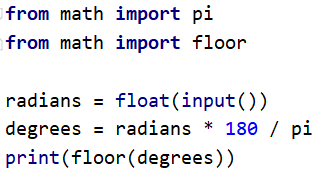 from math import pi
from math import floor
radians = float(input())
degrees = radians * 180 / pi
print(floor(degrees))